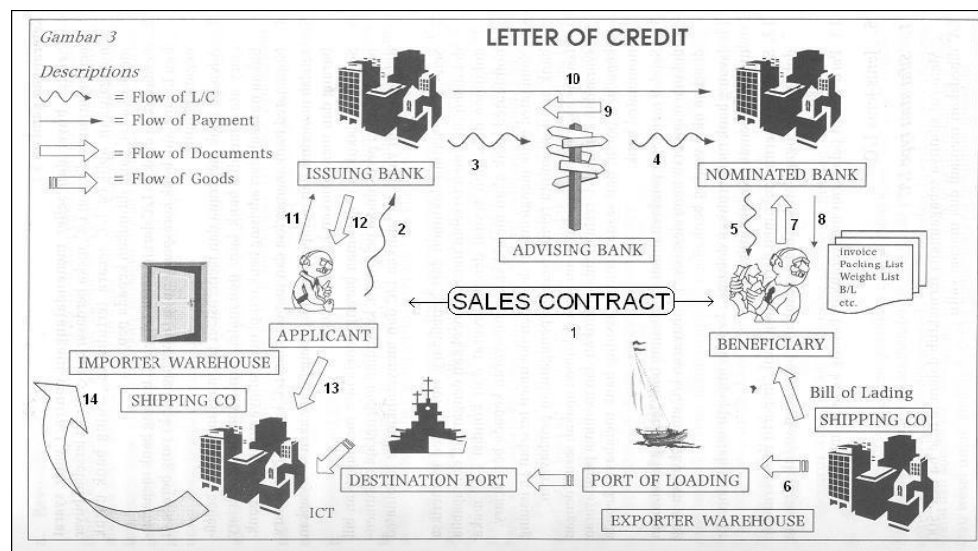 Gambar 3
LETTER OF CREDIT
Descriptions
= Flow of L/C
= Flow of Payment
= Flow of Documents
= Flow of Goods
10
9
3
4
ISSUING BANK
NOMINATED BANK
ADVISING BANK
11
12
2
5
7
8
invoice
Packing List
Weight List
B/L
etc.
SALES CONTRACT
1
APPLICANT
BENEFICIARY
IMPORTER WAREHOUSE
SHIPPING CO
13
14
Bill of Lading
SHIPPING CO
DESTINATION PORT
PORT OF LOADING
6
ICT
EXPORTER WAREHOUSE